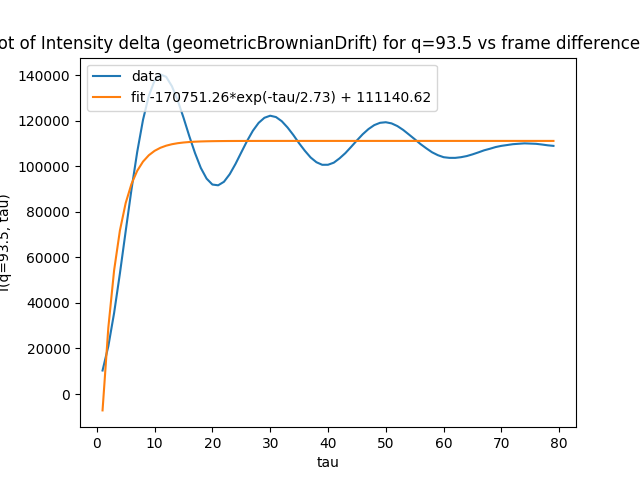 ot of Intensity delta (geometricBrownianDrift) for q=93.5 vs frame difference
data
fit -170751.26*exp(-tau/2.73) + 111140.62
140000
120000
100000
80000
60000
40000
20000
0
(q=93.5, tau)
0 10 20 30 40 50 60 70 80
tau